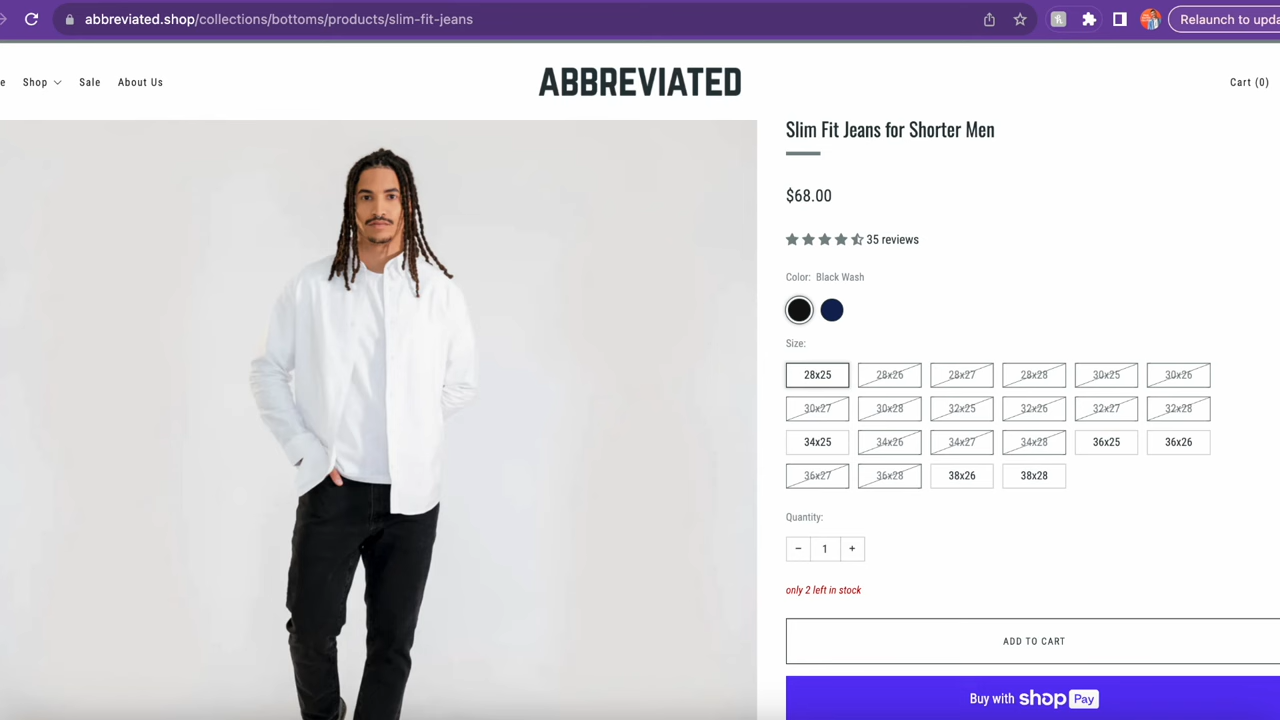 abbreviated.shop/collections/bottoms/products/slim-fit-jeans
Relaunch to upda
e Shop Sale About Us
ABBREVIATED
Cart (0)
Slim Fit Jeans for Shorter Men
$68.00
35 reviews
Color: Black Wash
Size:
28x25 28x26 28x27 28x28 30x25 30x26
30x27 30x28 32x25 32x26 32x27 32x28
34x25 34x26 34x27 34x28 36x25 36x26
36x27 36x28 38x26 38x28
Quantity:
− 1 +
only 2 left in stock
ADD TO CART
Buy with shop Pay